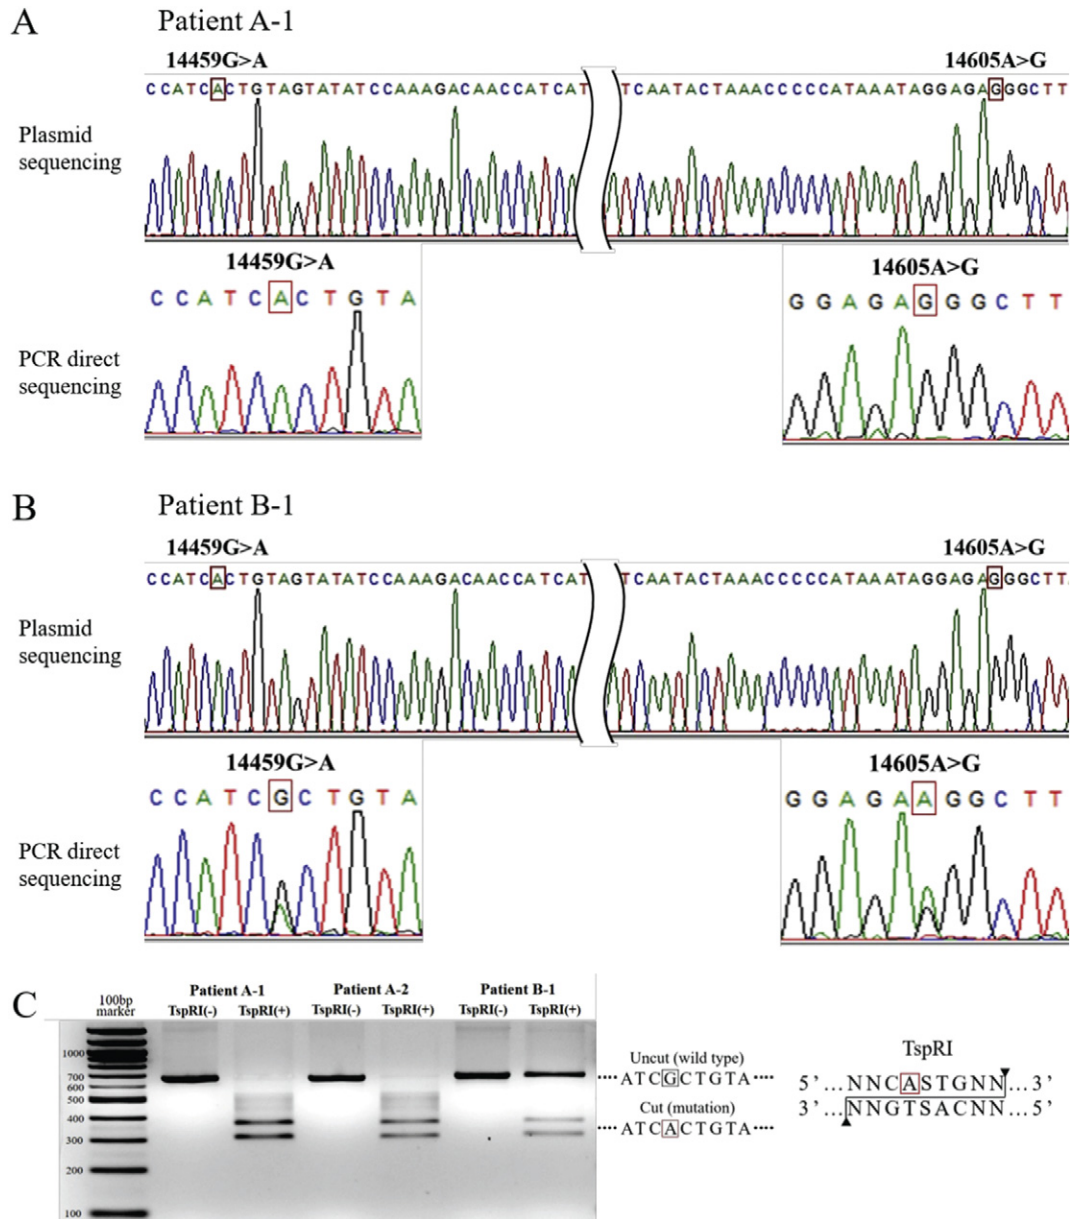 A
Patient A-1
14459G>A 14605A>G
CCATCACTGTAGTATATCCAAAGACAACCATCAT TCAATACTAAACCCCCATAAATAGGAGAGGGCTT
Plasmid
sequencing
14459G>A 14605A>G
CCATCACTGTA GGAGAGGGCTT
PCR direct
sequencing
B
Patient B-1
14459G>A 14605A>G
CCATCACTGTAGTATATCCAAAGACAACCATCAT TCAATACTAAACCCCCATAAATAGGAGAGGGCTT
Plasmid
sequencing
14459G>A 14605A>G
CCATCGCTGTA GGAGAAGGCTT
PCR direct
sequencing
C
100bp
marker
Patient A-1 Patient A-2 Patient B-1
TspRI(-) TspRI(+) TspRI(-) TspRI(+) TspRI(-) TspRI(+)
1000
700
600
500
400
300
200
100
Uncut (wild type)
····ATCGCTGTA····
Cut (mutation)
····ATCACTGTA····
TspRI
5’…NNCASTGNN…3’
3’…NNGTSACNN…5’